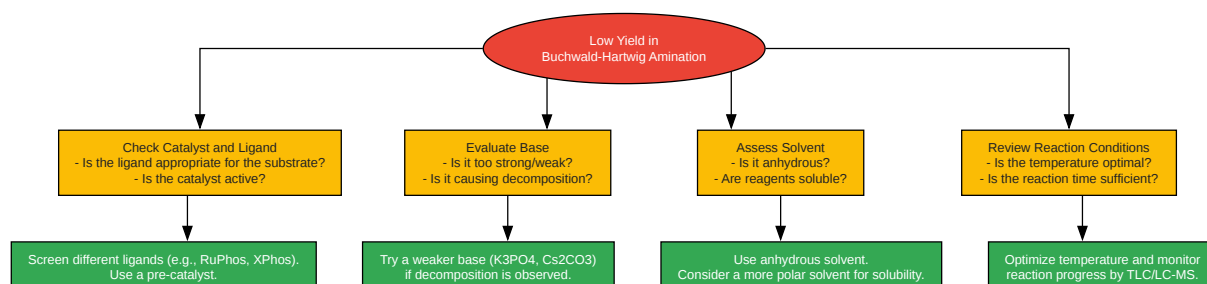 Low Yield in
Buchwald-Hartwig Amination
Check Catalyst and Ligand
- Is the ligand appropriate for the substrate?
- Is the catalyst active?
Evaluate Base
- Is it too strong/weak?
- Is it causing decomposition?
Assess Solvent
- Is it anhydrous?
- Are reagents soluble?
Review Reaction Conditions
- Is the temperature optimal?
- Is the reaction time sufficient?
Screen different ligands (e.g., RuPhos, XPhos).
Use a pre-catalyst.
Try a weaker base (K3PO4, Cs2CO3)
if decomposition is observed.
Use anhydrous solvent.
Consider a more polar solvent for solubility.
Optimize temperature and monitor
reaction progress by TLC/LC-MS.